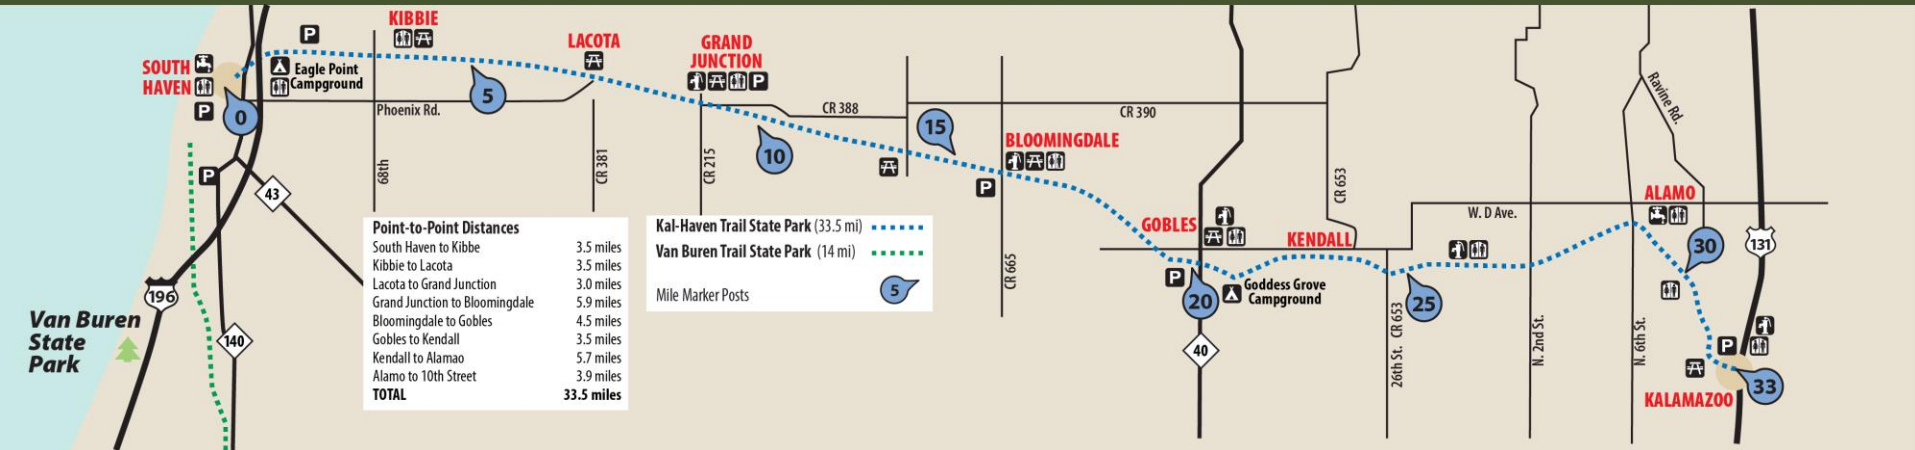 KIBBIE
P
LACOTA
GRAND
JUNCTION
P
SOUTH
HAVEN
P
Eagle Point
Campground
0
Phoenix Rd.
5
CR 388
CR 390
15
10
BLOOMINGDALE
P
68th
CR 381
CR 215
CR 665
CR 653
Ravine Rd.
P
43
196
140
Van Buren
State
Park
Point-to-Point Distances
South Haven to Kibbe 3.5 miles
Kibbie to Lacota 3.5 miles
Lacota to Grand Junction 3.0 miles
Grand Junction to Bloomingdale 5.9 miles
Bloomingdale to Gobles 4.5 miles
Gobles to Kendall 3.5 miles
Kendall to Alamao 5.7 miles
Alamo to 10th Street 3.9 miles
TOTAL 33.5 miles
Kal-Haven Trail State Park (33.5 mi)
Van Buren Trail State Park (14 mi)
Mile Marker Posts 5
GOBLES
P
20
40
Goddess Grove
Campground
KENDALL
W. D Ave.
25
26th St. CR 653
N. 2nd St.
N. 6th St.
ALAMO
30
131
P
KALAMAZOO
33